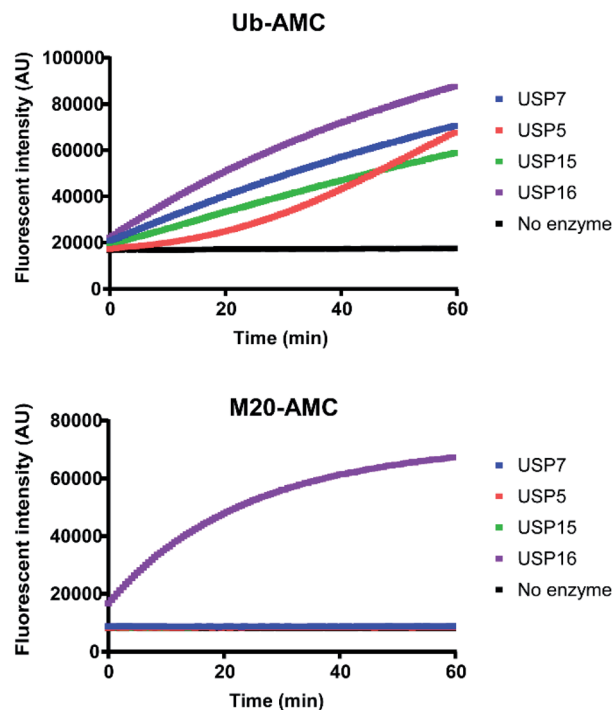 Ub-AMC
Fluorescent intensity (AU)
100000
80000
60000
40000
20000
0
0 20 40 60
Time (min)
USP7
USP5
USP15
USP16
No enzyme
M20-AMC
Fluorescent intensity (AU)
80000
60000
40000
20000
0
0 20 40 60
Time (min)
USP7
USP5
USP15
USP16
No enzyme